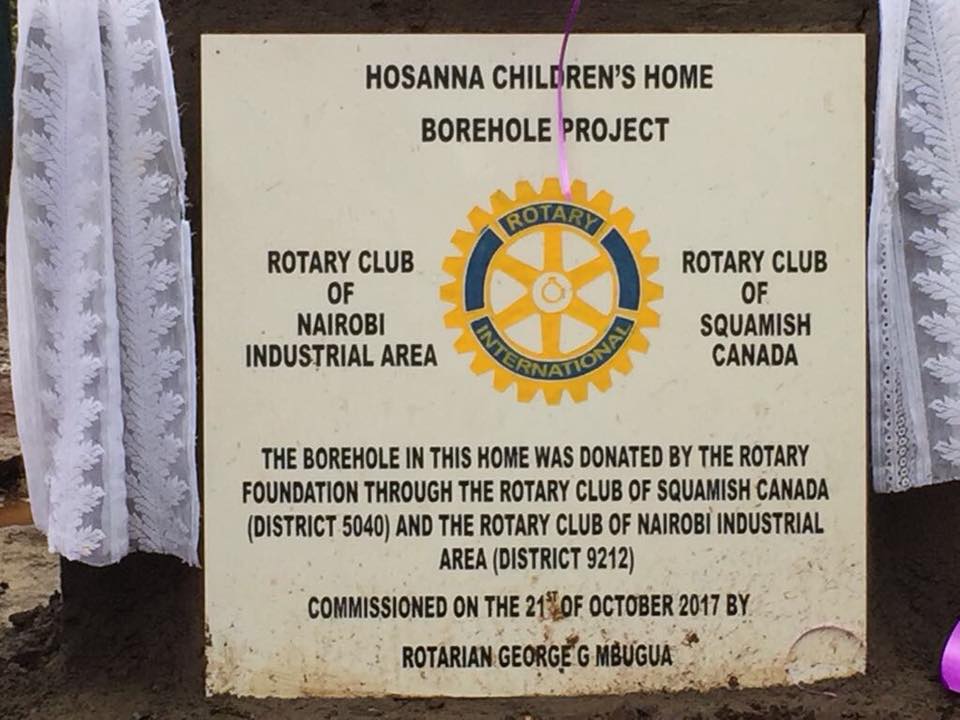 HOSANNA CHILDREN'S HOME
BOREHOLE PROJECT
ROTARY
INTERNATIONAL
ROTARY CLUB
OF
NAIROBI
INDUSTRIAL AREA
ROTARY CLUB
OF
SQUAMISH
CANADA
THE BOREHOLE IN THIS HOME WAS DONATED BY THE ROTARY
FOUNDATION THROUGH THE ROTARY CLUB OF SQUAMISH CANADA
(DISTRICT 5040) AND THE ROTARY CLUB OF NAIROBI INDUSTRIAL
AREA (DISTRICT 9212)
COMMISSIONED ON THE 21ST OF OCTOBER 2017 BY
ROTARIAN GEORGE G MBUGUA